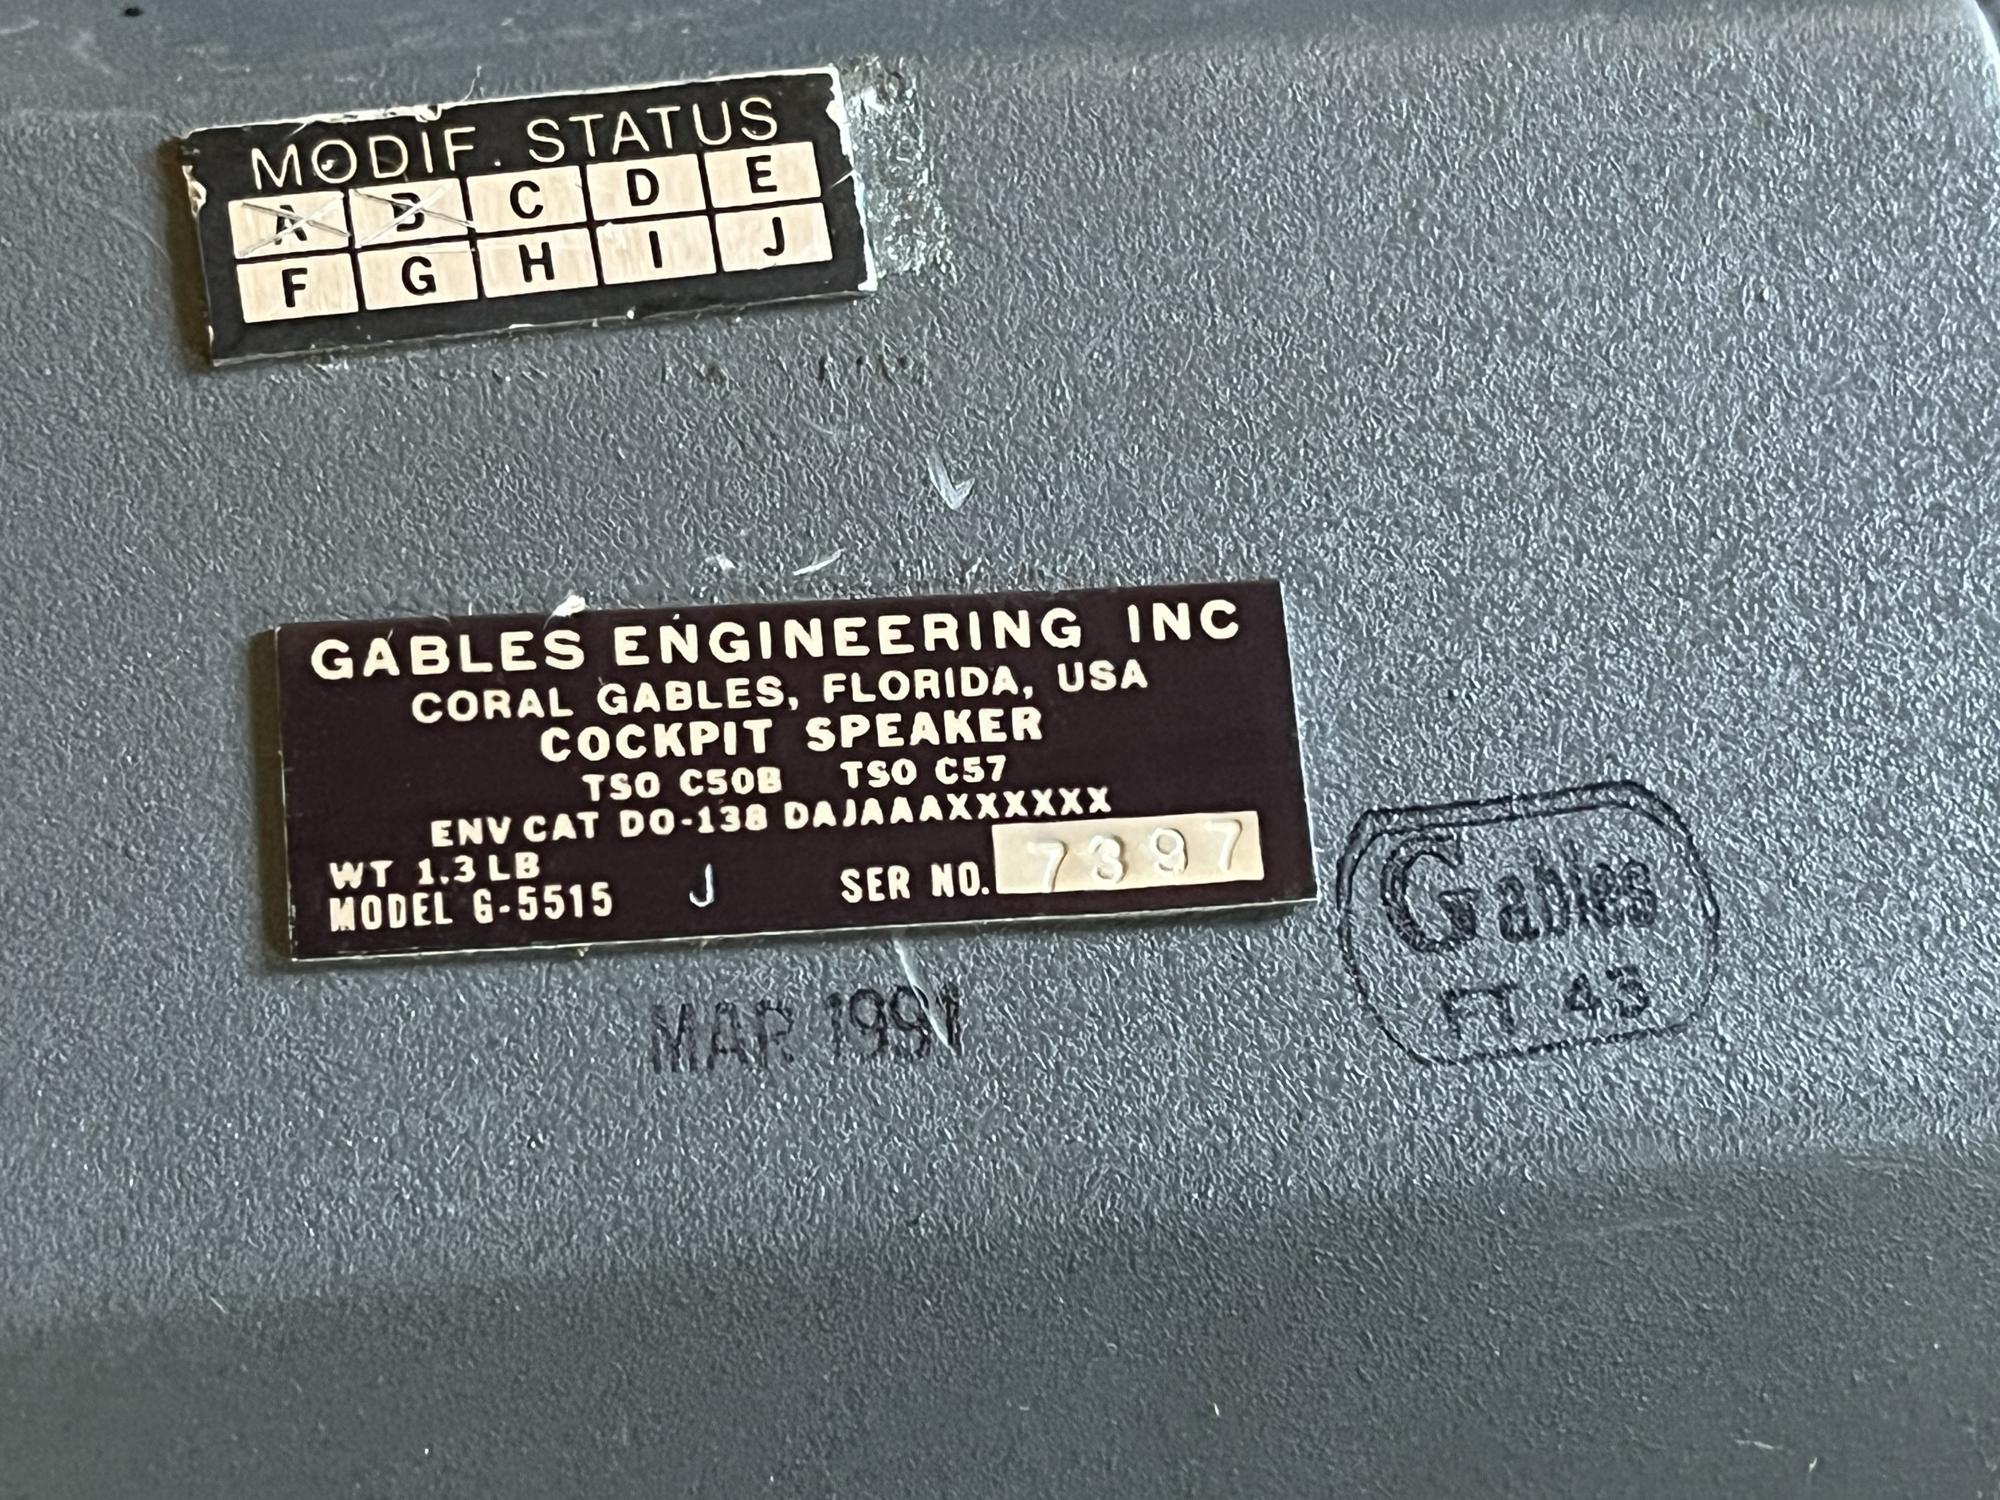 MODIF. STATUS
A B C D E
F G H I J
GABLES ENGINEERING INC
CORAL GABLES, FLORIDA, USA
COCKPIT SPEAKER
TSO C50B TSO C57
ENV CAT DO-138 DAJAAAXXXXXX
WT 1.3 LB
MODEL G-5515 J SER NO. 7397
MAR 1991
Gables
FT 43